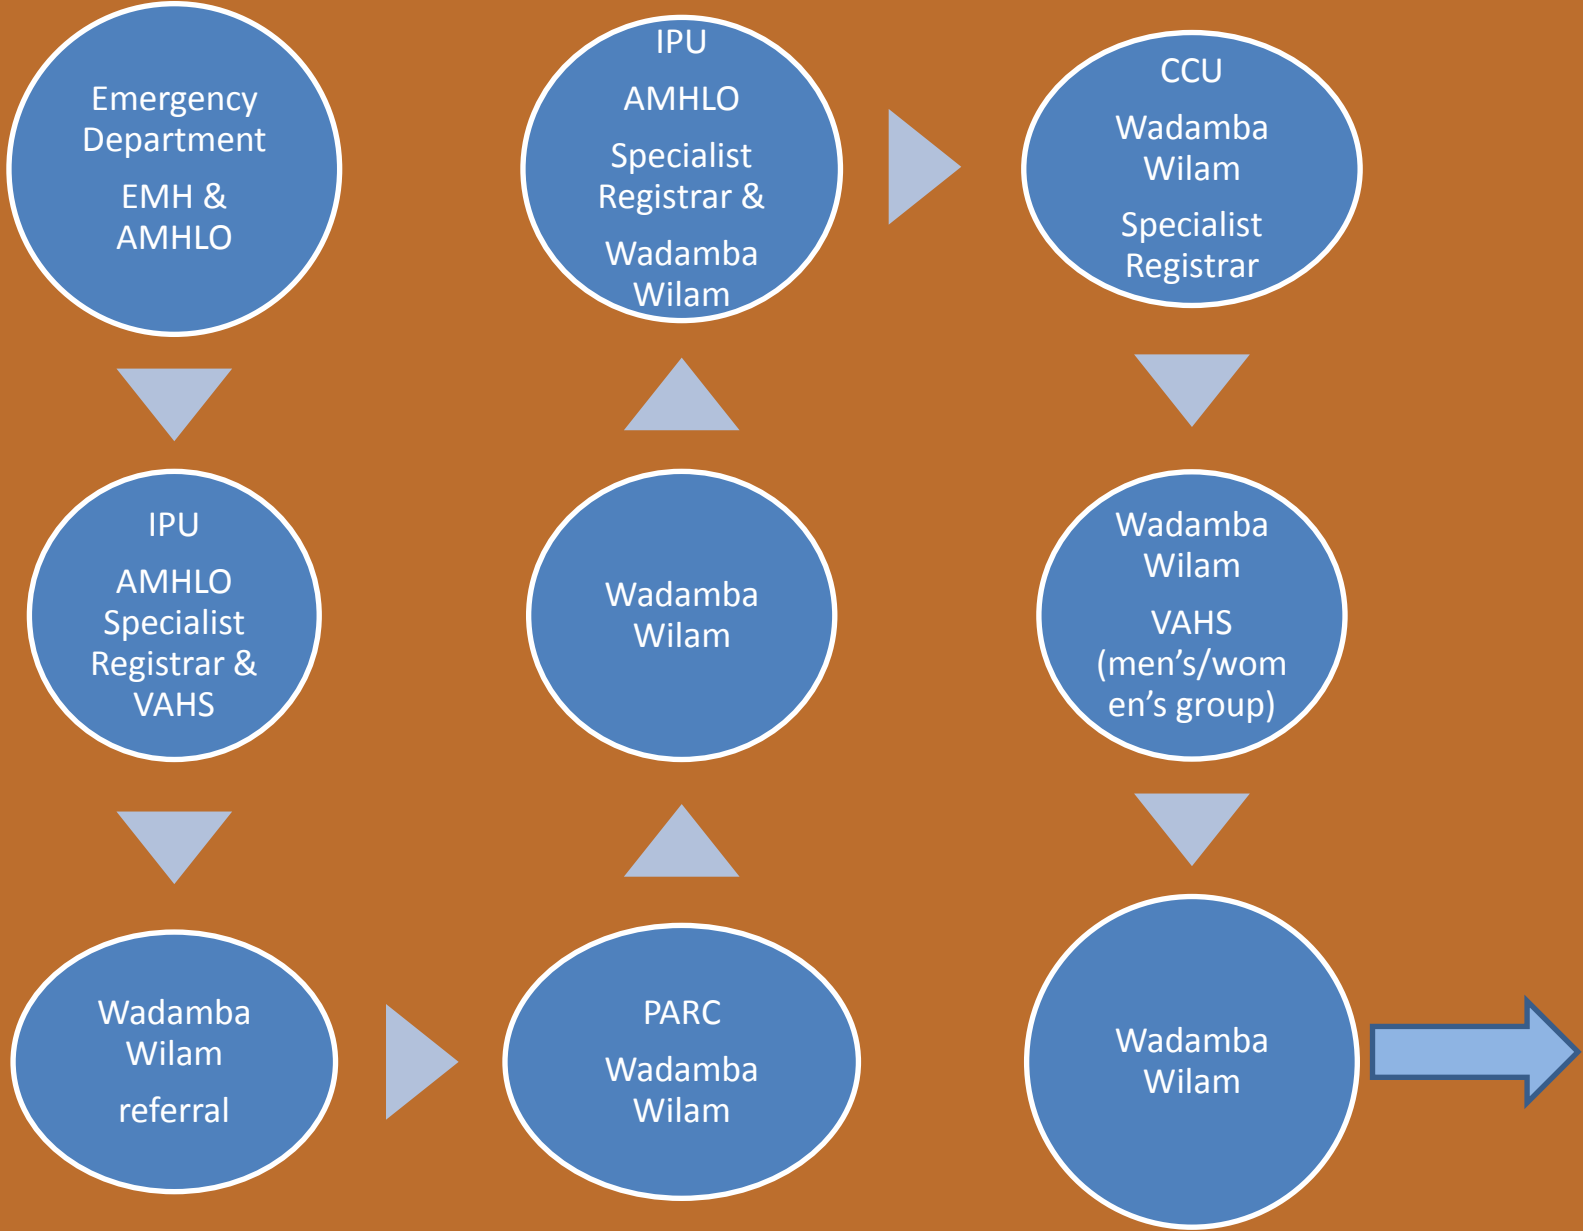 Emergency
Department
EMH &
AMHLO
IPU
AMHLO
Specialist
Registrar &
VAHS
Wadamba
Wilam
referral
PARC
Wadamba
Wilam
Wadamba
Wilam
IPU
AMHLO
Specialist
Registrar &
Wadamba
Wilam
CCU
Wadamba
Wilam
Specialist
Registrar
Wadamba
Wilam
VAHS
(men’s/wom
en’s group)
Wadamba
Wilam